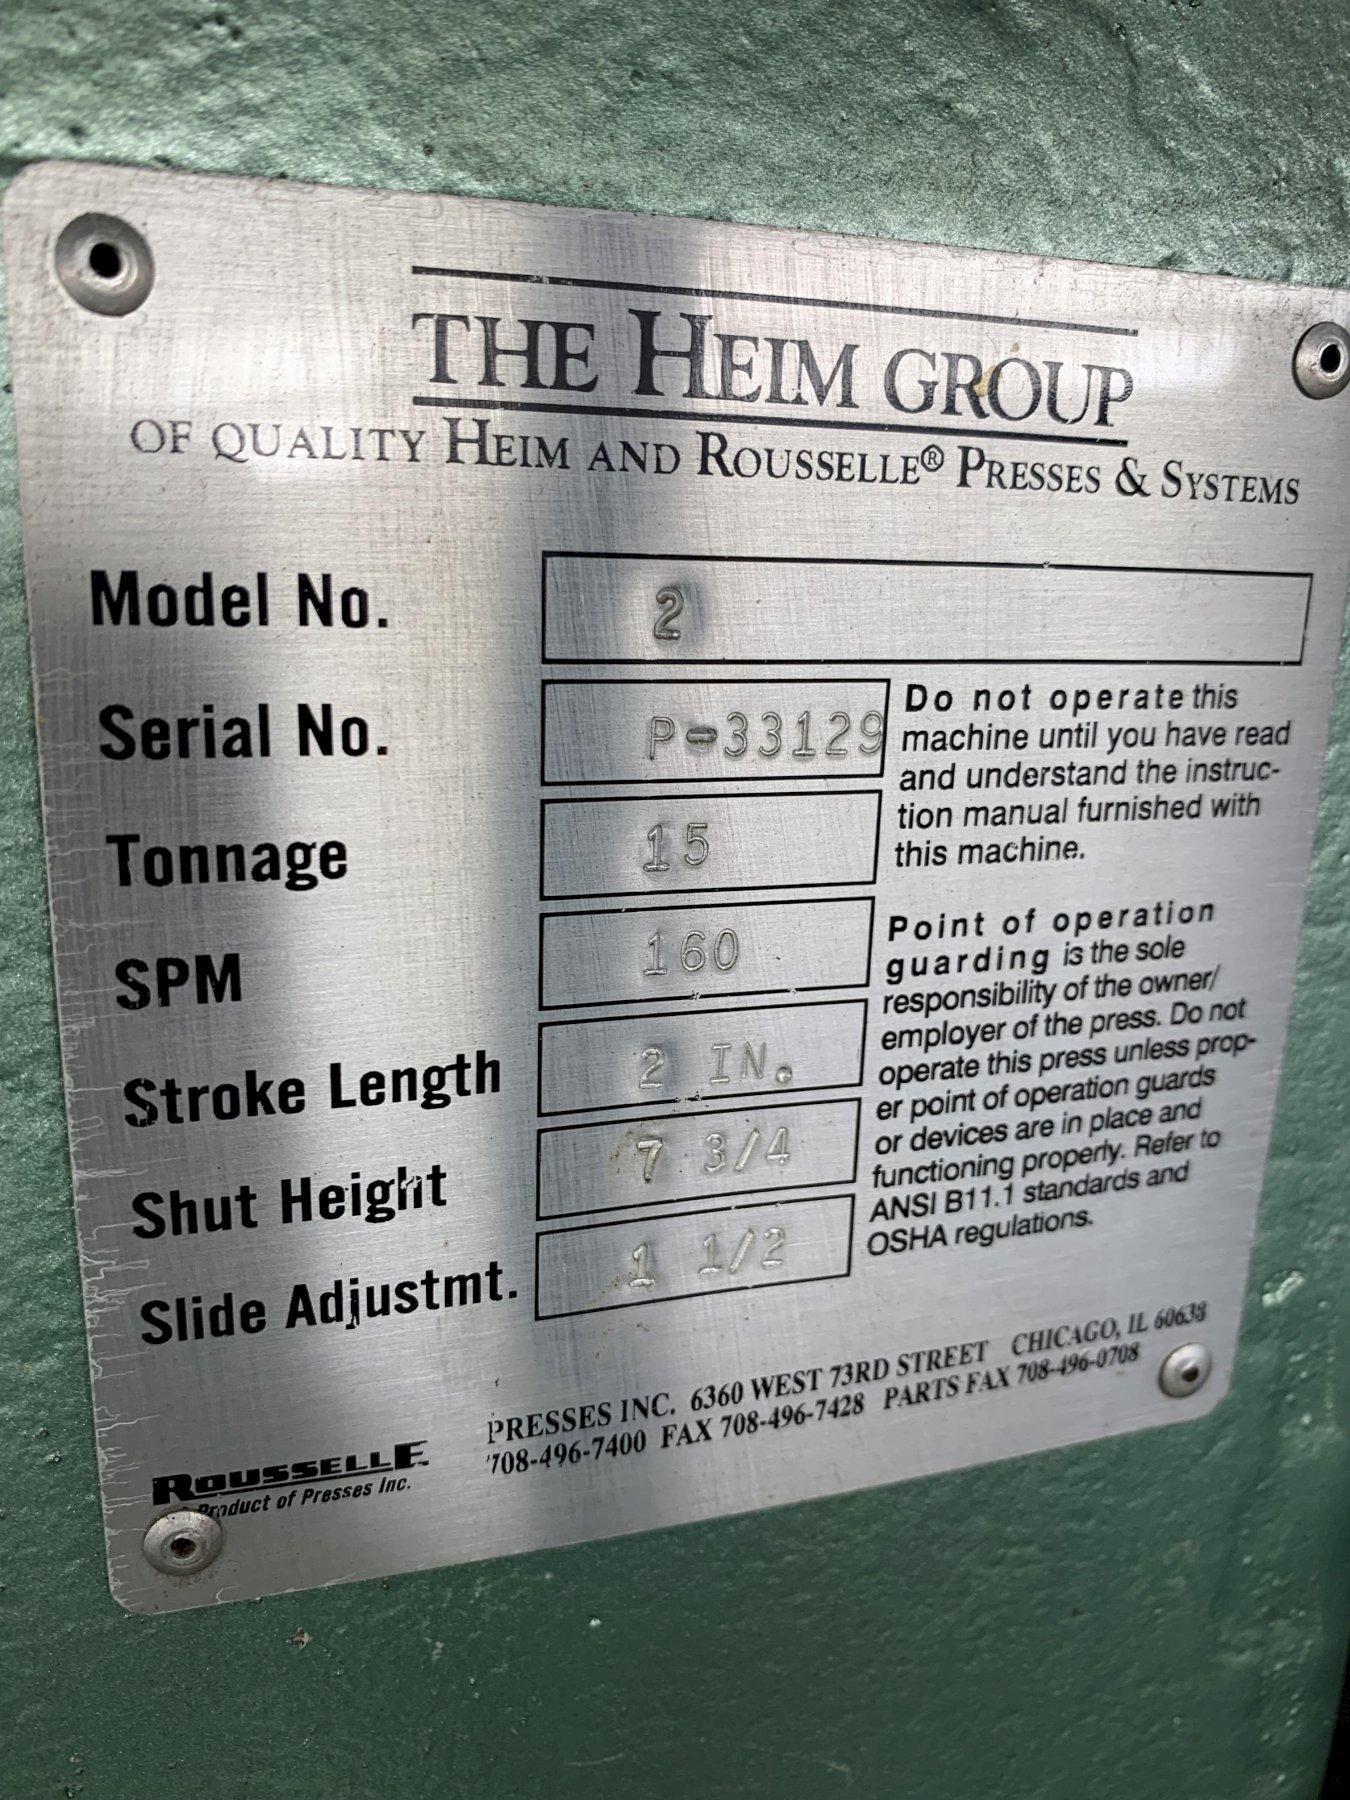 THE HEIM GROUP
OF QUALITY HEIM AND ROUSSELLE® PRESSES & SYSTEMS
Model No. 2
Serial No. P-33129
Tonnage 15
SPM 160
Stroke Length 2 IN.
Shut Height 7 3/4
Slide Adjustmt. 1 1/2
Do not operate this
machine until you have read
and understand the instruc-
tion manual furnished with
this machine.
Point of operation
guarding is the sole
responsibility of the owner/
employer of the press. Do not
operate this press unless prop-
er point of operation guards
or devices are in place and
functioning properly. Refer to
ANSI B11.1 standards and
OSHA regulations.
PRESSES INC. 6360 WEST 73RD STREET CHICAGO, IL 60638
708-496-7400 FAX 708-496-7428 PARTS FAX 708-496-0708
ROUSSELLE
A Product of Presses Inc.